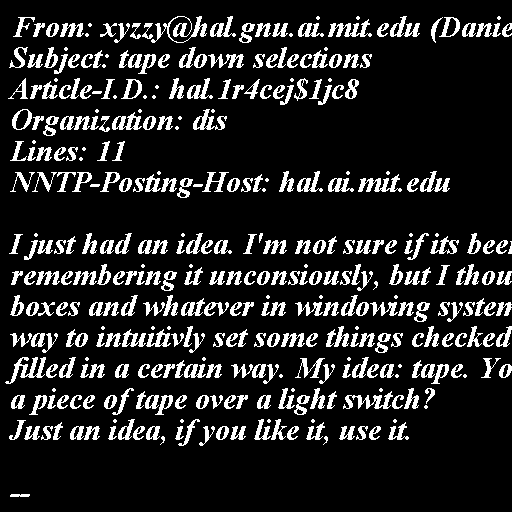 From: xyzzy@hal.gnu.ai.mit.edu (Danie
Subject: tape down selections
Article-I.D.: hal.1r4cej$1jc8
Organization: dis
Lines: 11
NNTP-Posting-Host: hal.ai.mit.edu
I just had an idea. I'm not sure if its bee
remembering it unconsiously, but I thou
boxes and whatever in windowing system
way to intuitivly set some things checked
filled in a certain way. My idea: tape. Yo
a piece of tape over a light switch?
Just an idea, if you like it, use it.
--